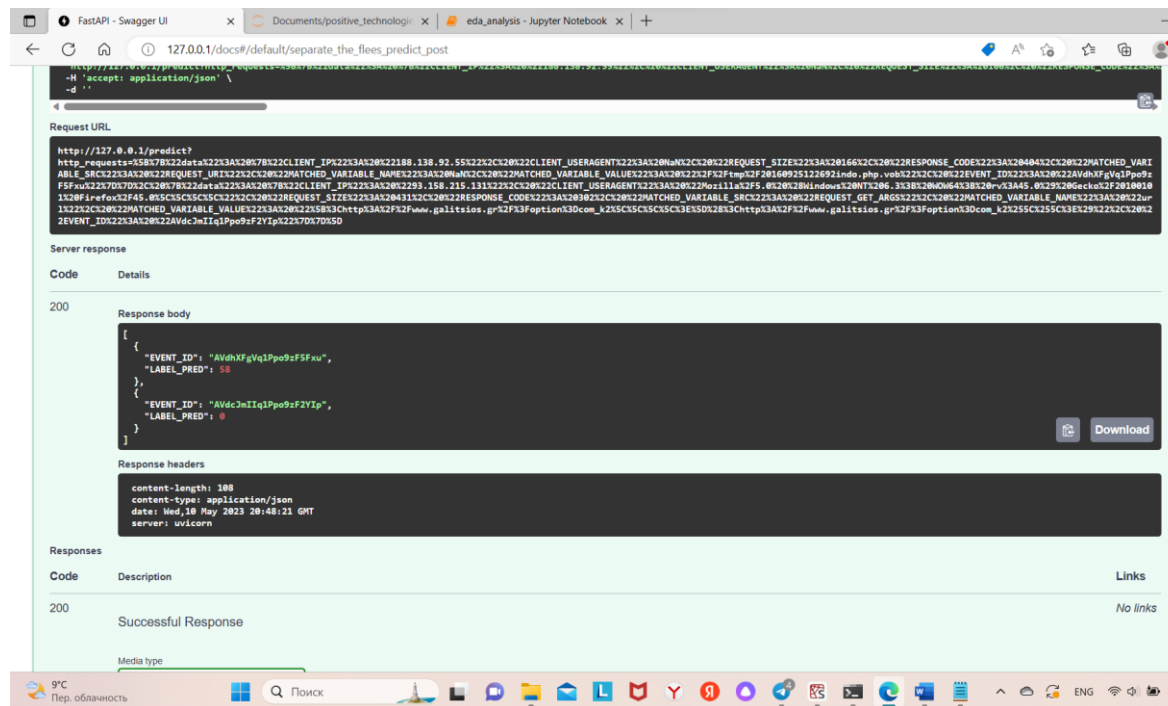 FastAPI - Swagger UI
Documents/positive_technologic
eda_analysis - Jupyter Notebook
127.0.0.1/docs#/default/separate_the_flees_predict_post
-H 'accept: application/json' \
-d ''
Request URL
http://127.0.0.1/predict?
http_requests=%5B%7B%22data%22%3A%20%7B%22CLIENT_IP%22%3A%20%22188.138.92.55%22%2C%20%22CLIENT_USERAGENT%22%3A%20NaN%2C%20%22REQUEST_SIZE%22%3A%20166%2C%20%22RESPONSE_CODE%22%3A%20404%2C%20%22MATCHED_VARI
ABLE_SRC%22%3A%20%22REQUEST_URI%22%2C%20%22MATCHED_VARIABLE_NAME%22%3A%20NaN%2C%20%22MATCHED_VARIABLE_VALUE%22%3A%20%22%2F%2Ftmp%2F20160925122692indo.php.vob%22%2C%20%22EVENT_ID%22%3A%20%22AVdhXFgVq1Ppo9z
F5Fxu%22%7D%7D%2C%20%7B%22data%22%3A%20%7B%22CLIENT_IP%22%3A%20%2293.158.215.131%22%2C%20%22CLIENT_USERAGENT%22%3A%20%22Mozilla%2F5.0%20%28Windows%20NT%206.3%3B%20WOW64%3B%20rv%3A45.0%29%20Gecko%2F2010010
1%20Firefox%2F45.0%5C%5C%5C%5C%22%2C%20%22REQUEST_SIZE%22%3A%20431%2C%20%22RESPONSE_CODE%22%3A%20302%2C%20%22MATCHED_VARIABLE_SRC%22%3A%20%22REQUEST_GET_ARGS%22%2C%20%22MATCHED_VARIABLE_NAME%22%3A%20%22ur
1%22%2C%20%22MATCHED_VARIABLE_VALUE%22%3A%20%22%5B%3Chttp%3A%2F%2Fwww.galitsios.gr%2F%3Foption%3Dcom_k2%5C%5C%5C%5C%3E%5D%28%3Chttp%3A%2F%2Fwww.galitsios.gr%2F%3Foption%3Dcom_k2%255C%255C%3E%29%22%2C%20%2
2EVENT_ID%22%3A%20%22AVdcJmIIq1Ppo9zF2YIp%22%7D%7D%5D
Server response
Code Details
200
Response body
[
{
"EVENT_ID": "AVdhXFgVq1Ppo9zF5Fxu",
"LABEL_PRED": 58
},
{
"EVENT_ID": "AVdcJmIIq1Ppo9zF2YIp",
"LABEL_PRED": 0
}
]
Download
Response headers
content-length: 108
content-type: application/json
date: Wed,10 May 2023 20:48:21 GMT
server: uvicorn
Responses
Code Description Links
200 No links
Successful Response
Media type
9°C
Пер. облачность
Поиск
ENG